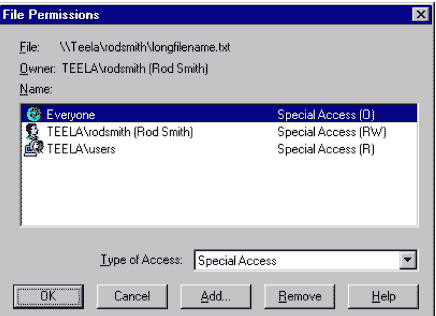 File Permissions
File: \\Teela\rodsmith\longfilename.txt
Owner: TEELA\rodsmith (Rod Smith)
Name:
Everyone Special Access (O)
TEELA\rodsmith (Rod Smith) Special Access (RW)
TEELA\users Special Access (R)
Type of Access: Special Access
OK Cancel Add... Remove Help